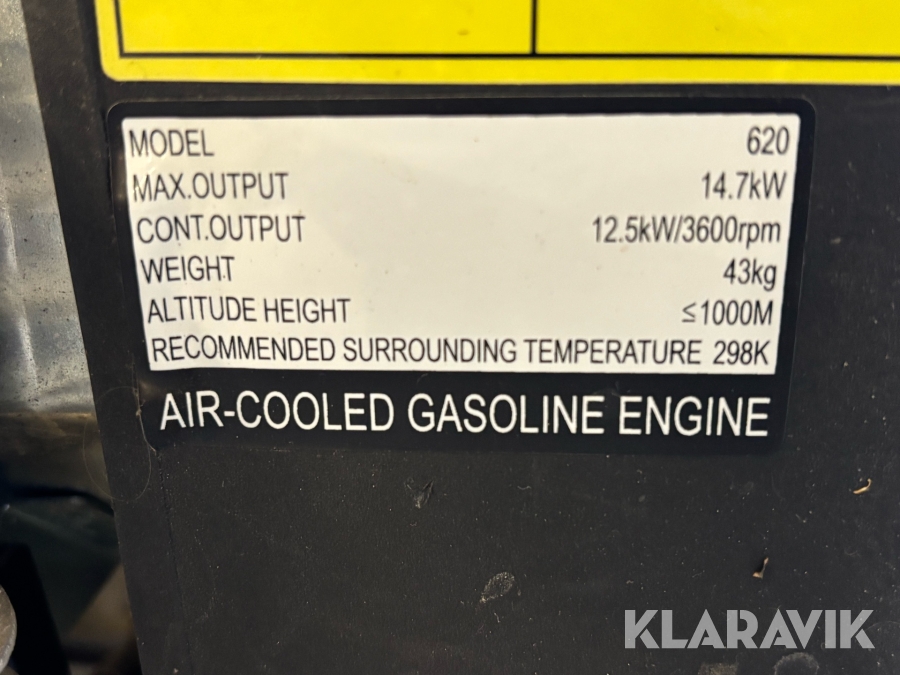 MODEL 620
MAX.OUTPUT 14.7kW
CONT.OUTPUT 12.5kW/3600rpm
WEIGHT 43kg
ALTITUDE HEIGHT ≤1000M
RECOMMENDED SURROUNDING TEMPERATURE 298K
AIR-COOLED GASOLINE ENGINE
KLARAVIK